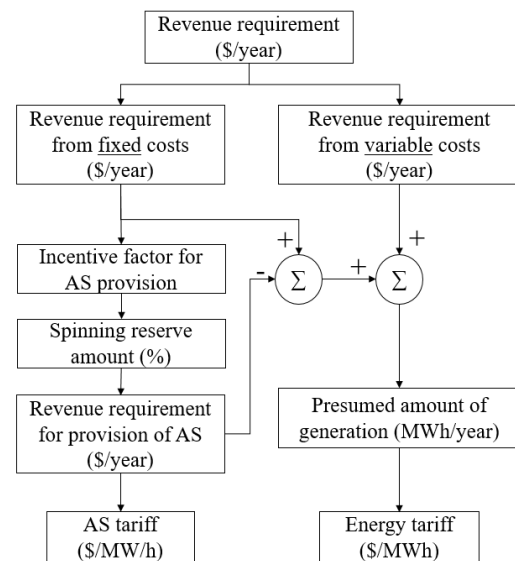 Revenue requirement
($/year)
Revenue requirement
from fixed costs
($/year)
Revenue requirement
from variable costs
($/year)
+
+
Incentive factor for
AS provision
-
Σ
+
Σ
Spinning reserve
amount (%)
Revenue requirement
for provision of AS
($/year)
Presumed amount of
generation (MWh/year)
AS tariff
($/MW/h)
Energy tariff
($/MWh)